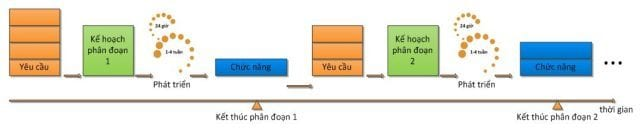 Yêu cầu
Kế hoạch
phân đoạn
1
24 giờ
1-4 tuần
Phát triển
Chức năng
Yêu cầu
Kế hoạch
phân đoạn
2
24 giờ
1-4 tuần
Phát triển
Chức năng
...
thời gian
Kết thúc phân đoạn 1
Kết thúc phân đoạn 2